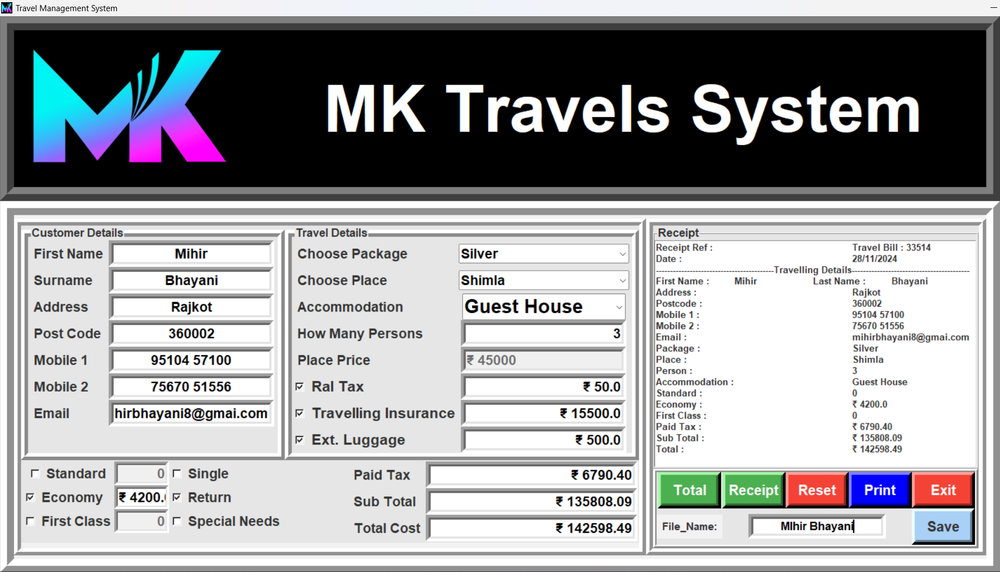 Travel Management System
MK
MK Travels System
Customer Details
First Name Mihir
Surname Bhayani
Address Rajkot
Post Code 360002
Mobile 1 95104 57100
Mobile 2 75670 51556
Email hirbhayani8@gmai.com
Travel Details
Choose Package Silver
Choose Place Shimla
Accommodation Guest House
How Many Persons 3
Place Price ₹ 45000
Ral Tax ₹ 50.0
Travelling Insurance ₹ 15500.0
Ext. Luggage ₹ 500.0
Standard 0 Single
Economy ₹ 4200.( Return
First Class 0 Special Needs
Paid Tax ₹ 6790.40
Sub Total ₹ 135808.09
Total Cost ₹ 142598.49
Receipt
Receipt Ref : Travel Bill : 33514
Date : 28/11/2024
------------------------------------------Travelling Details------------------------------------------
First Name : Mihir Last Name : Bhayani
Address : Rajkot
Postcode : 360002
Mobile 1 : 95104 57100
Mobile 2 : 75670 51556
Email : mihirbhayani8@gmai.com
Package : Silver
Place : Shimla
Person : 3
Accommodation : Guest House
Standard : 0
Economy : ₹ 4200.0
First Class : 0
Paid Tax : ₹ 6790.40
Sub Total : ₹ 135808.09
Total : ₹ 142598.49
Total Receipt Reset Print Exit
File_Name: MIhir Bhayani Save